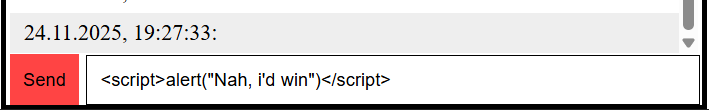 24.11.2025, 19:27:33:
Send <script>alert("Nah, i'd win")</script>